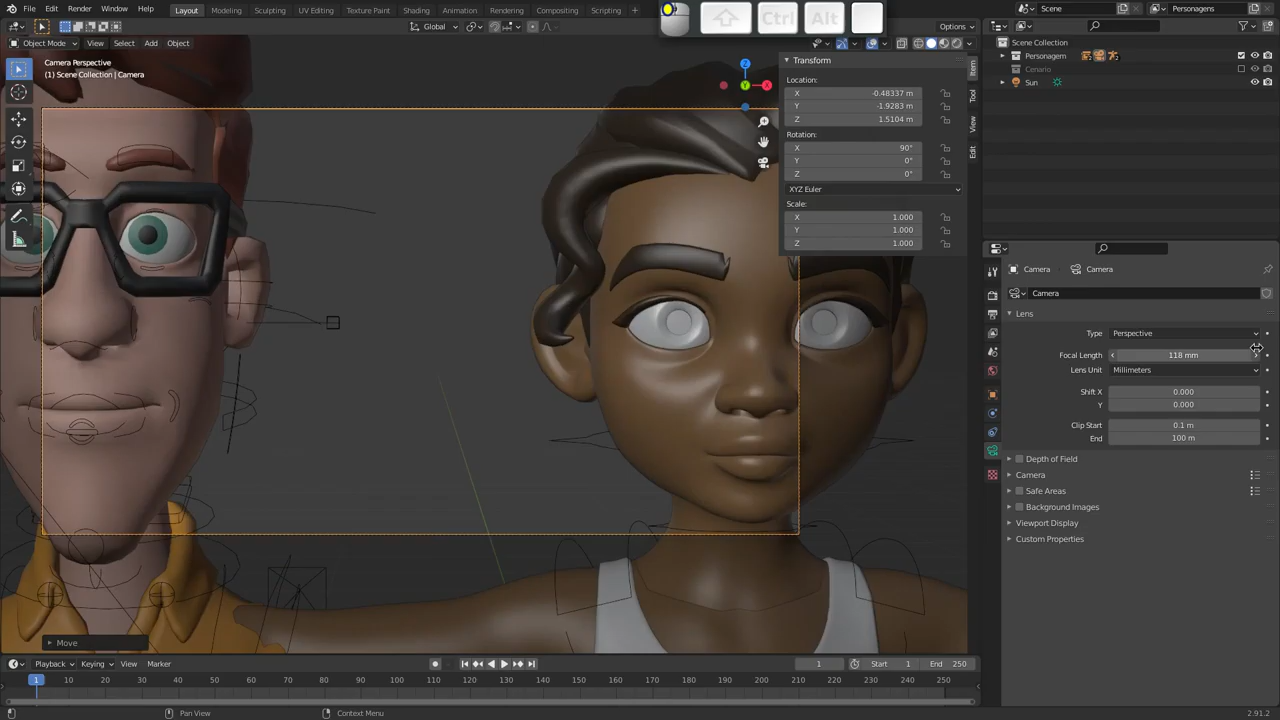 File Edit Render Window Help Layout Modeling Sculpting UV Editing Texture Paint Shading Animation Rendering Compositing Scripting Scene Personagens
Ctrl Alt
Global Options
Object Mode View Select Add Object
Camera Perspective
(1) Scene Collection | Camera
Z
Y
X
Transform
Location:
X -0.48337 m
Y -1.9283 m
Z 1.5104 m
Rotation:
X 90°
Y 0°
Z 0°
XYZ Euler
Scale:
X 1.000
Y 1.000
Z 1.000
Item
Tool
View
Edit
Scene Collection
Personagem
Cenario
Sun
Camera Camera
Camera
Lens
Type Perspective
Focal Length 118 mm
Lens Unit Millimeters
Shift X 0.000
Y 0.000
Clip Start 0.1 m
End 100 m
Depth of Field
Camera
Safe Areas
Background Images
Viewport Display
Custom Properties
Move
Playback Keying View Marker 1 Start 1 End 250
1 10 20 30 40 50 60 70 80 90 100 110 120 130 140 150 160 170 180 190 200 210 220 230 240 250
Pan View Context Menu 2.91.2